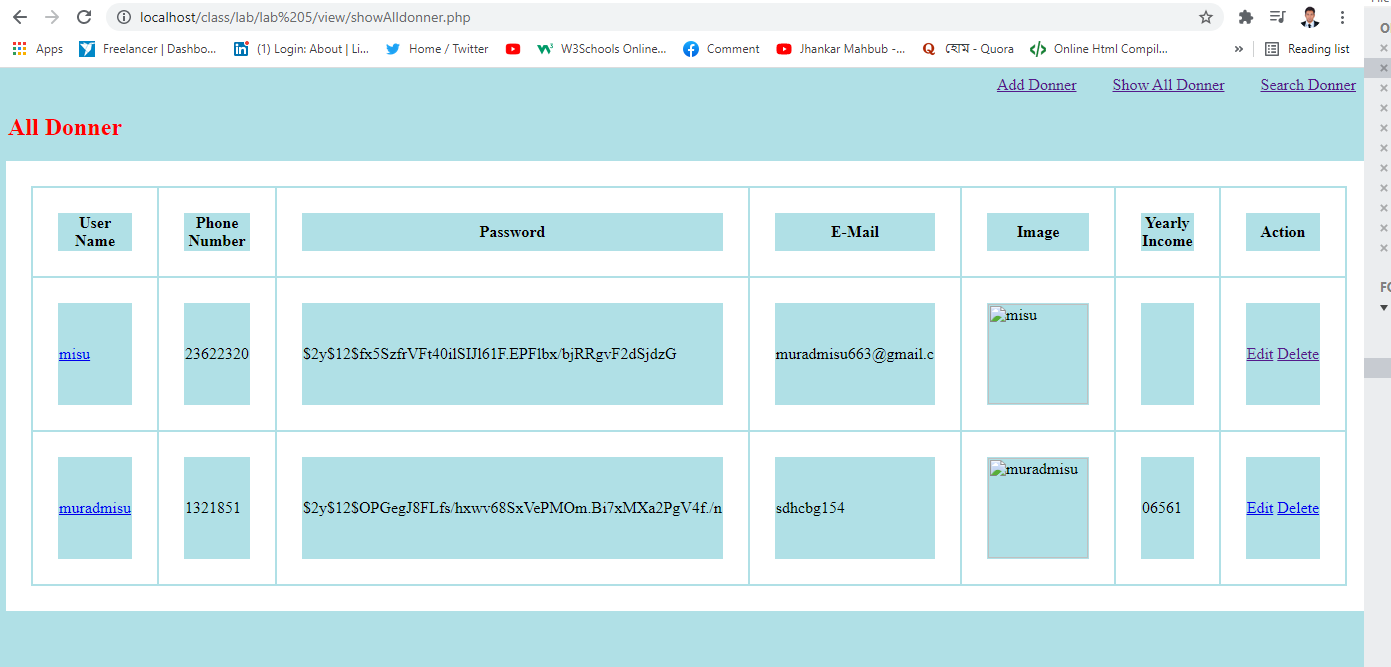 localhost/class/lab/lab%205/view/showAlldonner.php
Apps Freelancer | Dashbo... (1) Login: About | Li... Home / Twitter W3Schools Online... Comment Jhankar Mahbub -... হোম - Quora Online Html Compil... » Reading list
Add Donner Show All Donner Search Donner
All Donner
User Name Phone Number Password E-Mail Image Yearly Income Action
misu 23622320 $2y$12$fx5SzfrVFt40ilSIJl61F.EPFlbx/bjRRgvF2dSjdzG muradmisu663@gmail.c misu Edit Delete
muradmisu 1321851 $2y$12$OPGegJ8FLfs/hxwv68SxVePMOm.Bi7xMXa2PgV4f./n sdhcbg154 muradmisu 06561 Edit Delete